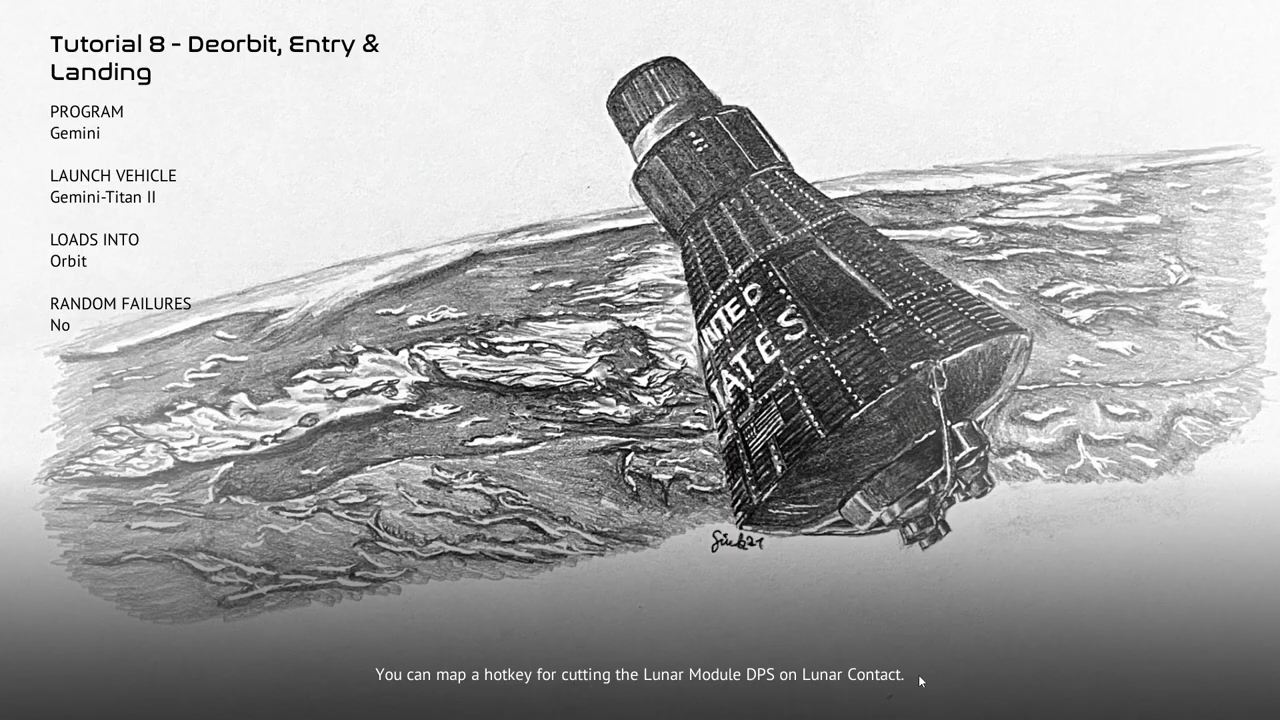 Tutorial 8 - Deorbit, Entry &
Landing
PROGRAM
Gemini
LAUNCH VEHICLE
Gemini-Titan II
LOADS INTO
Orbit
RANDOM FAILURES
No
NITED
TATES
You can map a hotkey for cutting the Lunar Module DPS on Lunar Contact.